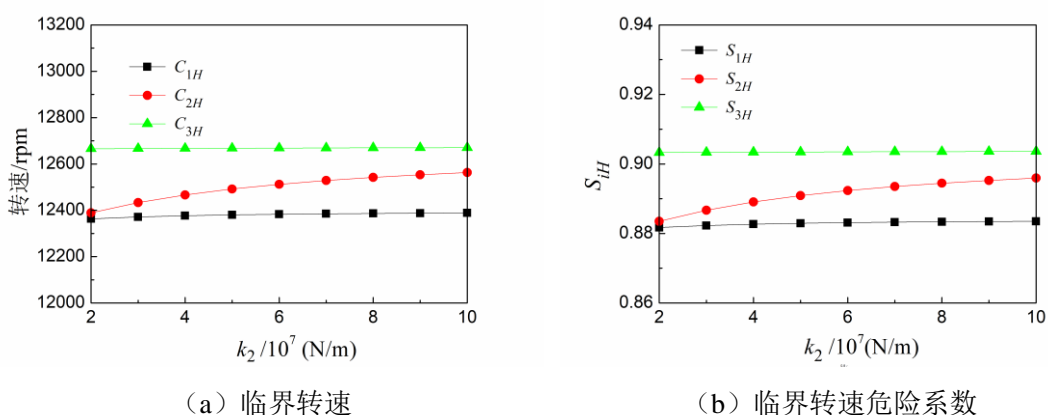 13200
13000
12800
12600
12400
12200
12000
转速/rpm
C1H
C2H
C3H
2 4 6 8 10
k2 /10^7 (N/m)
(a) 临界转速
0.94
0.92
0.90
0.88
0.86
SiH
S1H
S2H
S3H
2 4 6 8 10
k2 /10^7(N/m)
(b) 临界转速危险系数